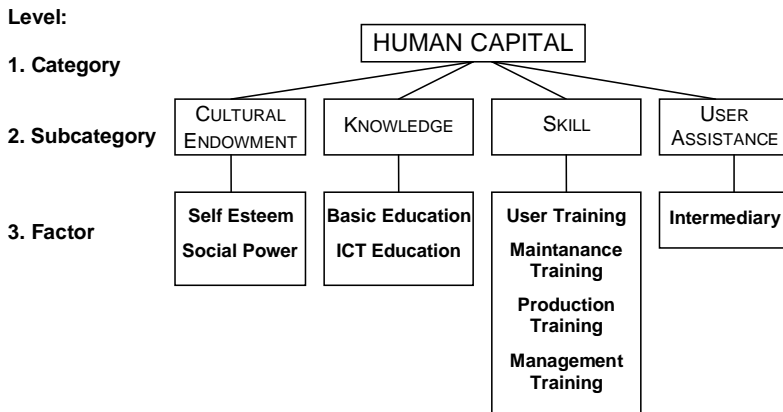 Level:
HUMAN CAPITAL
1. Category
CULTURAL
ENDOWMENT
KNOWLEDGE
SKILL
USER
ASSISTANCE
2. Subcategory
Self Esteem
Social Power
Basic Education
ICT Education
User Training
Maintanance
Training
Production
Training
Management
Training
Intermediary
3. Factor